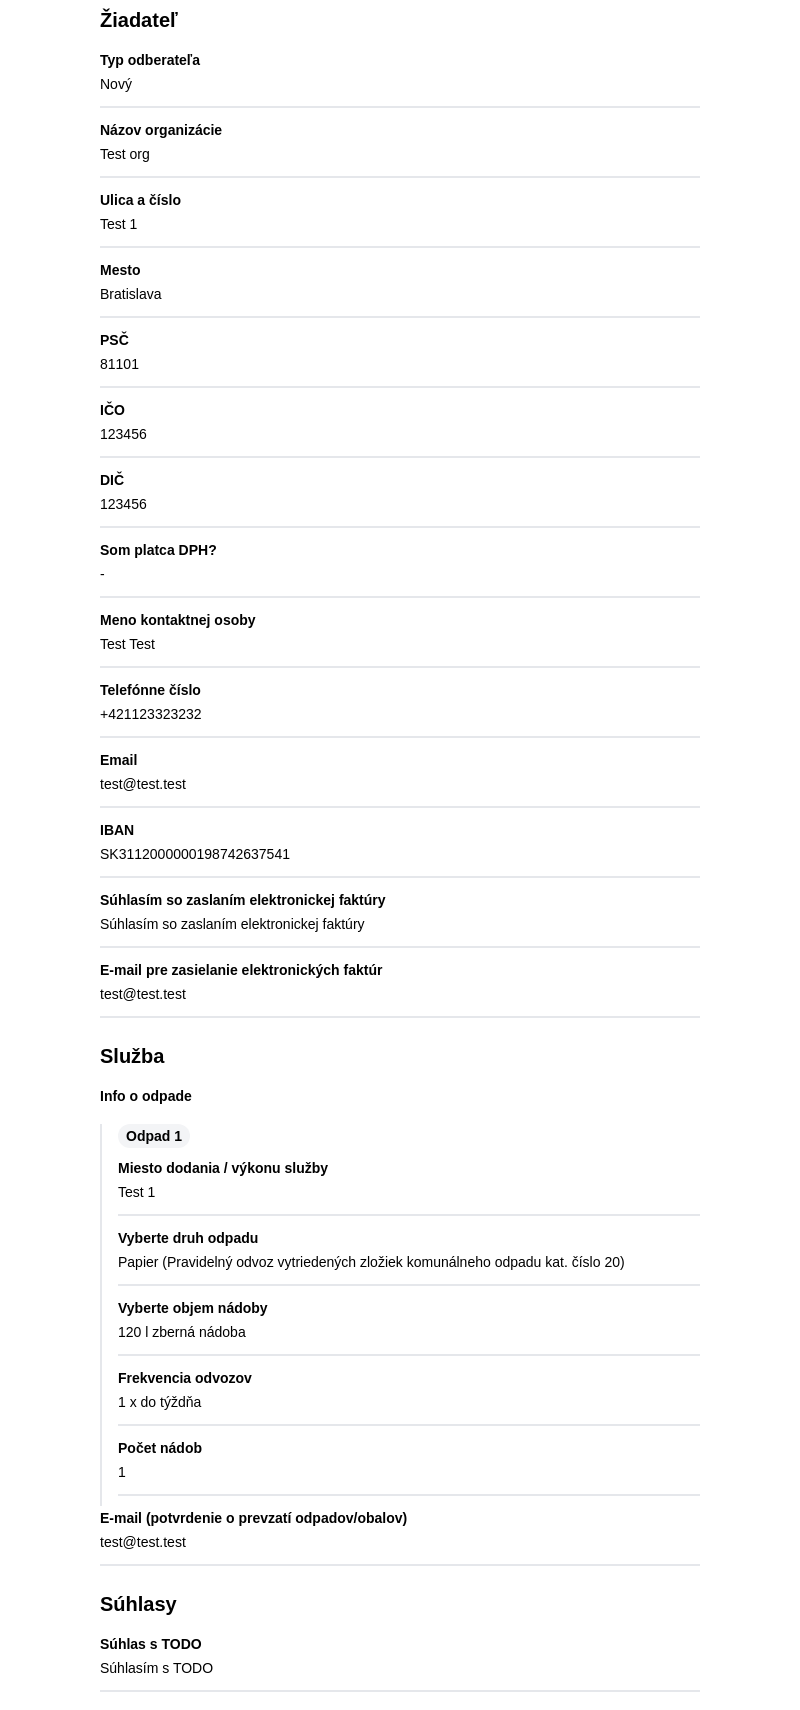 Žiadateľ
Typ odberateľa
Nový
Názov organizácie
Test org
Ulica a číslo
Test 1
Mesto
Bratislava
PSČ
81101
IČO
123456
DIČ
123456
Som platca DPH?
-
Meno kontaktnej osoby
Test Test
Telefónne číslo
+421123323232
Email
test@test.test
IBAN
SK3112000000198742637541
Súhlasím so zaslaním elektronickej faktúry
Súhlasím so zaslaním elektronickej faktúry
E-mail pre zasielanie elektronických faktúr
test@test.test
Služba
Info o odpade
Odpad 1
Miesto dodania / výkonu služby
Test 1
Vyberte druh odpadu
Papier (Pravidelný odvoz vytriedených zložiek komunálneho odpadu kat. číslo 20)
Vyberte objem nádoby
120 l zberná nádoba
Frekvencia odvozov
1 x do týždňa
Počet nádob
1
E-mail (potvrdenie o prevzatí odpadov/obalov)
test@test.test
Súhlasy
Súhlas s TODO
Súhlasím s TODO